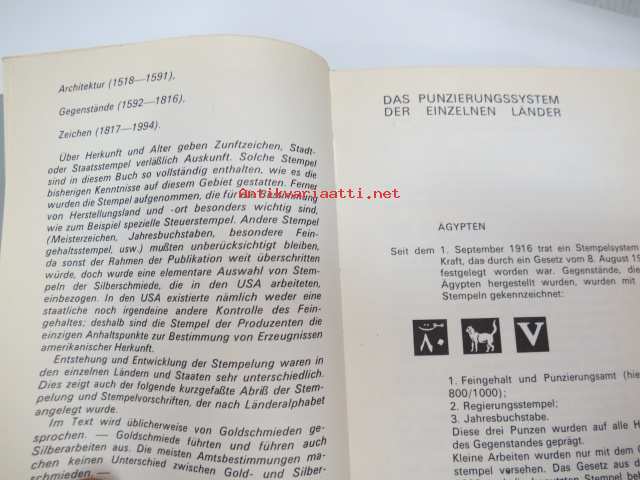 Architektur (1518—1591),
Gegenstände (1592—1816),
Zeichen (1817—1994).
Über Herkunft und Alter geben Zunftzeichen, Stadt-
oder Staatsstempel verläßlich Auskunft. Solche Stempel
sind in diesem Buch so vollständig enthalten, wie es die
bisherigen Kenntnisse auf diesem Gebiet gestatten. Ferner
wurden die Stempel aufgenommen, die für die Bestimmung
von Herstellungsland und -ort besonders wichtig sind,
wie zum Beispiel spezielle Steuerstempel. Andere Stempel
(Meisterzeichen, Jahresbuchstaben, besondere Fein-
gehaltsstempel, usw.) mußten unberücksichtigt bleiben,
da sonst der Rahmen der Publikation weit überschritten
würde, doch wurde eine elementare Auswahl von Stem-
peln der Silberschmiede, die in den USA arbeiteten,
einbezogen. In den USA existierte nämlich weder eine
staatliche noch irgendeine andere Kontrolle des Fein-
gehaltes; deshalb sind die Stempel der Produzenten die
einzigen Anhaltspunkte zur Bestimmung von Erzeugnissen
amerikanischer Herkunft.
Entstehung und Entwicklung der Stempelung waren in
den einzelnen Ländern und Staaten sehr unterschiedlich.
Dies zeigt auch der folgende kurzgefaßte Abriß der Stem-
pelung und Stempelvorschriften, der nach Länderalphabet
angelegt wurde.
Im Text wird üblicherweise von Goldschmieden ge-
sprochen. — Goldschmiede führten und führen auch
Silberarbeiten aus. Die meisten Amtsbestimmungen ma-
chen keinen Unterschied zwischen Gold- und Silber-
schmieden —
Antikvariaatti.net
DAS PUNZIERUNGSSYSTEM
DER EINZELNEN LÄNDER
ÄGYPTEN
Seit dem 1. September 1916 trat ein Stempelsystem
Kraft, das durch ein Gesetz vom 8. August 19
festgelegt worden war. Gegenstände, die
Ägypten hergestellt wurden, wurden mit
Stempeln gekennzeichnet:
V
1. Feingehalt und Punzierungsamt (hie
800/1000);
2. Regierungsstempel;
3. Jahresbuchstabe.
Diese drei Punzen wurden auf alle H
des Gegenstandes geprägt.
Kleine Arbeiten wurden nur mit dem
stempel versehen. Das Gesetz aus d
benutzten Stempel